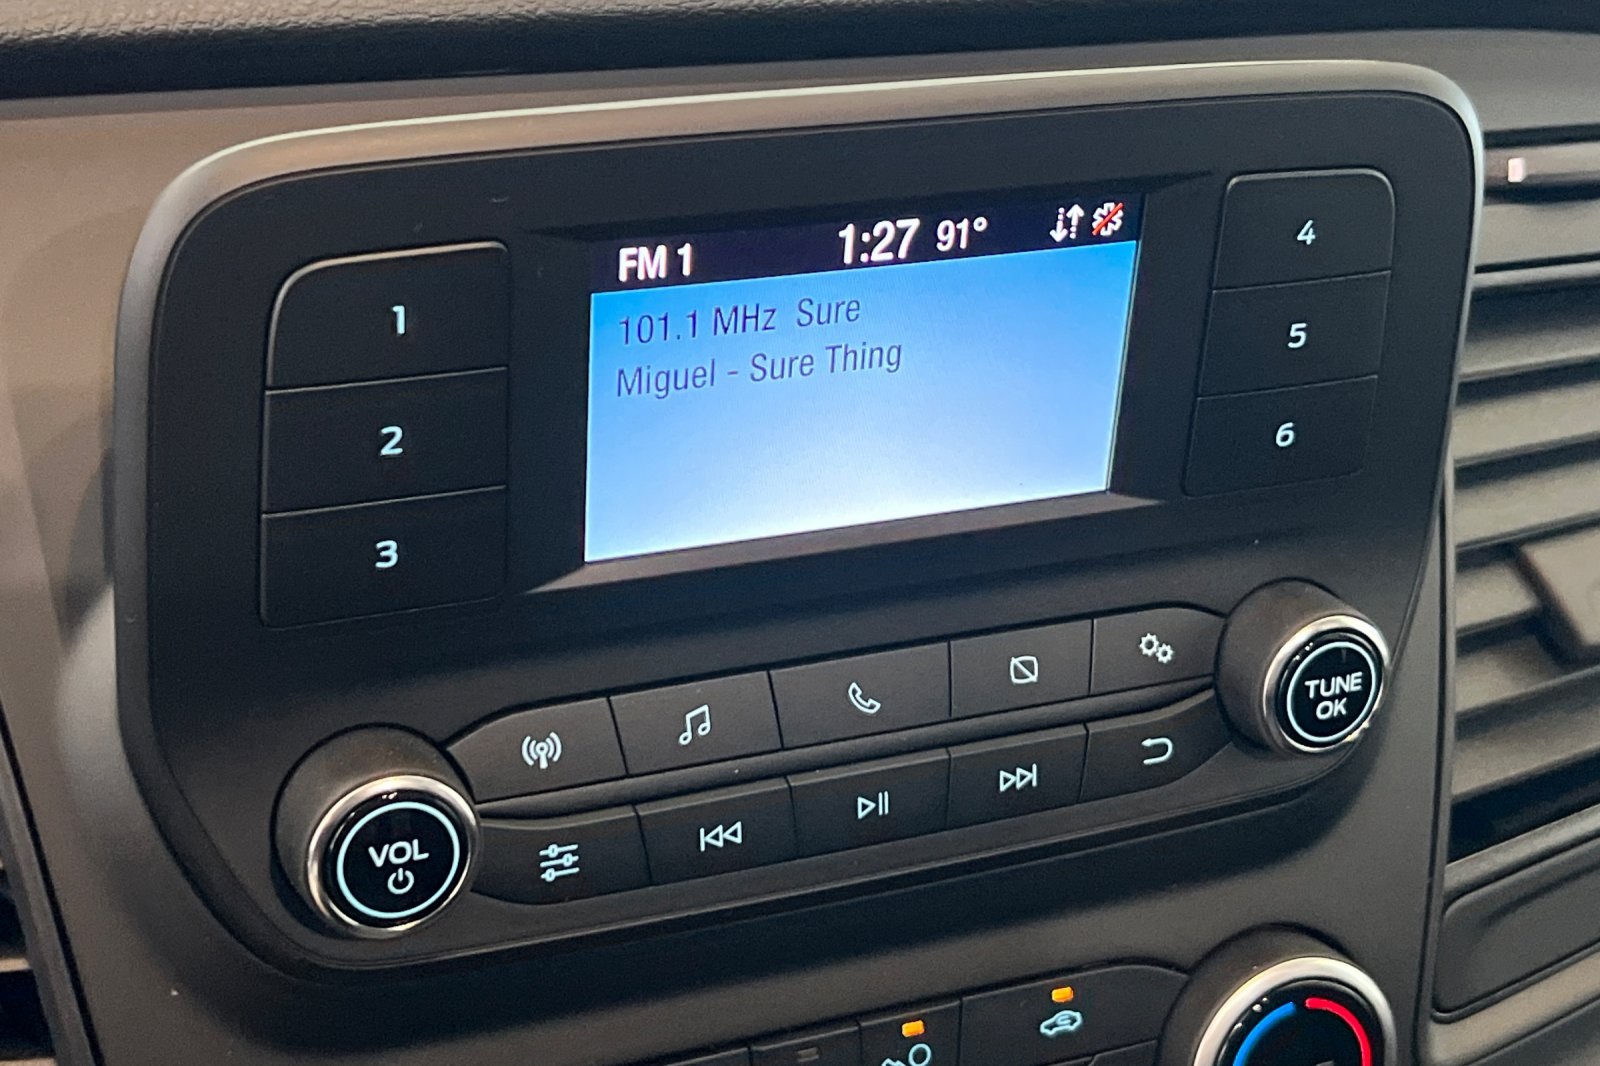 FM 1 1:27 91°
101.1 MHz Sure
Miguel - Sure Thing
1
2
3
4
5
6
VOL
TUNE
OK